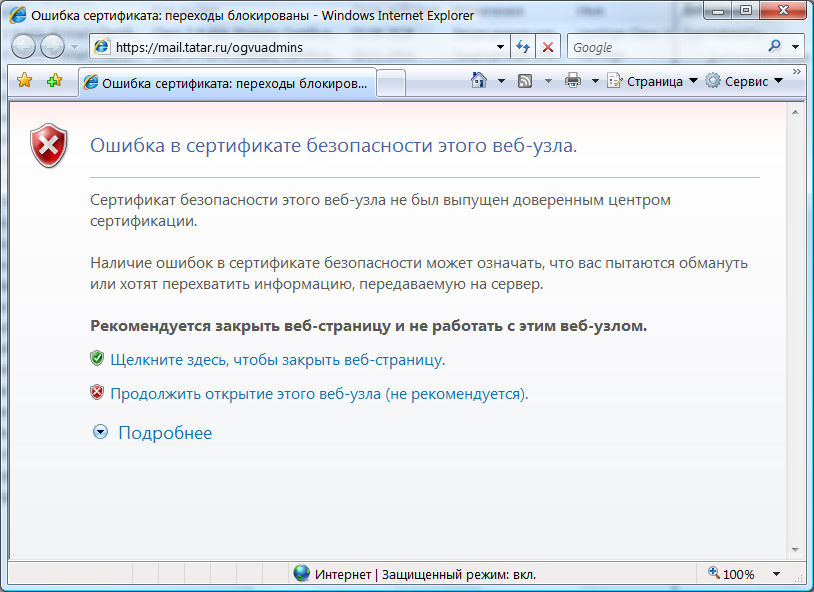 Ошибка сертификата: переходы блокированы - Windows Internet Explorer
https://mail.tatar.ru/ogvuadmins
Google
Ошибка сертификата: переходы блокиров...
Страница
Сервис
»
Ошибка в сертификате безопасности этого веб-узла.
Сертификат безопасности этого веб-узла не был выпущен доверенным центром
сертификации.
Наличие ошибок в сертификате безопасности может означать, что вас пытаются обмануть
или хотят перехватить информацию, передаваемую на сервер.
Рекомендуется закрыть веб-страницу и не работать с этим веб-узлом.
Щелкните здесь, чтобы закрыть веб-страницу.
Продолжить открытие этого веб-узла (не рекомендуется).
Подробнее
Интернет | Защищенный режим: вкл.
100%